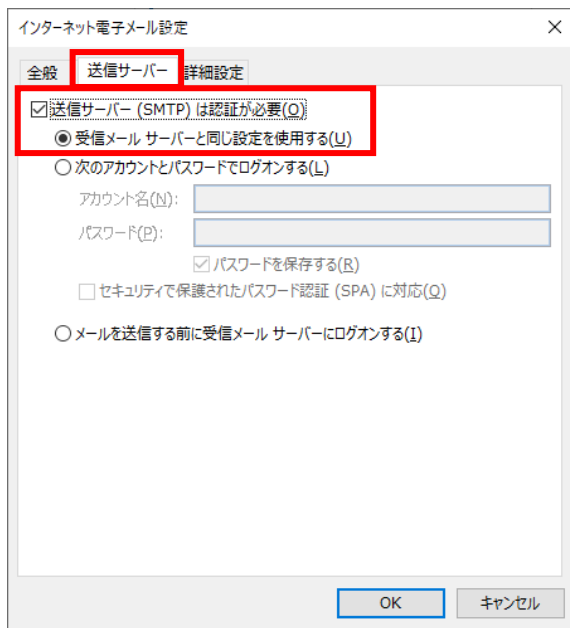 インターネット電子メール設定
全般 送信サーバー 詳細設定
送信サーバー (SMTP) は認証が必要(O)
受信メール サーバーと同じ設定を使用する(U)
次のアカウントとパスワードでログオンする(L)
アカウント名(N):
パスワード(P):
パスワードを保存する(R)
セキュリティで保護されたパスワード認証 (SPA) に対応(Q)
メールを送信する前に受信メール サーバーにログオンする(I)
OK キャンセル